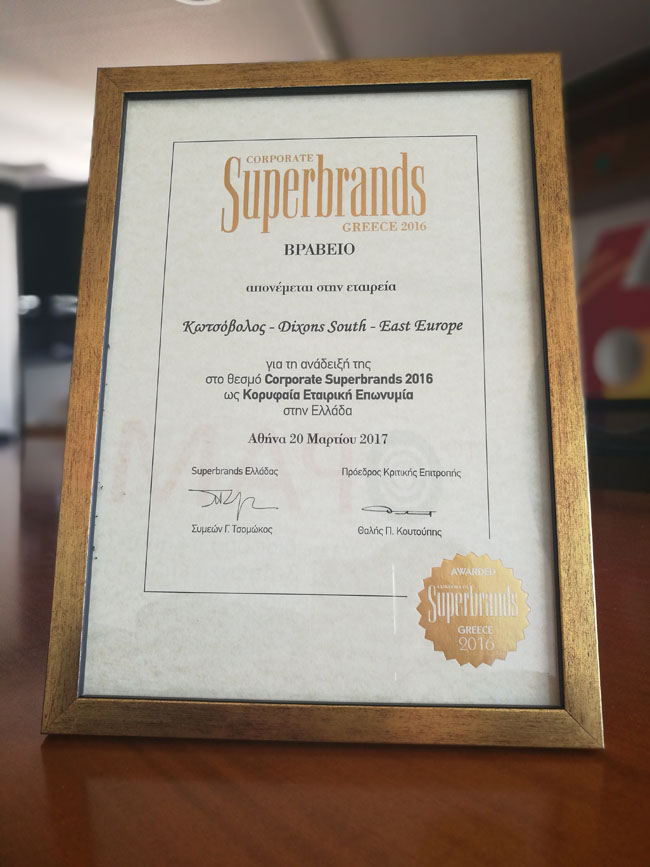 CORPORATE
Superbrands
GREECE 2016
ΒΡΑΒΕΙΟ
απονέμεται στην εταιρεία
Κωτσόβολος - Dixons South - East Europe
για τη ανάδειξή της
στο θεσμό Corporate Superbrands 2016
ως Κορυφαία Εταιρική Επωνυμία
στην Ελλάδα
Αθήνα 20 Μαρτίου 2017
Superbrands Ελλάδας Πρόεδρος Κριτικής Επιτροπής
Συμεών Γ. Τσομώκος Θαλής Π. Κουτούπης
AWARDED
CORPORATE
Superbrands
GREECE
2016